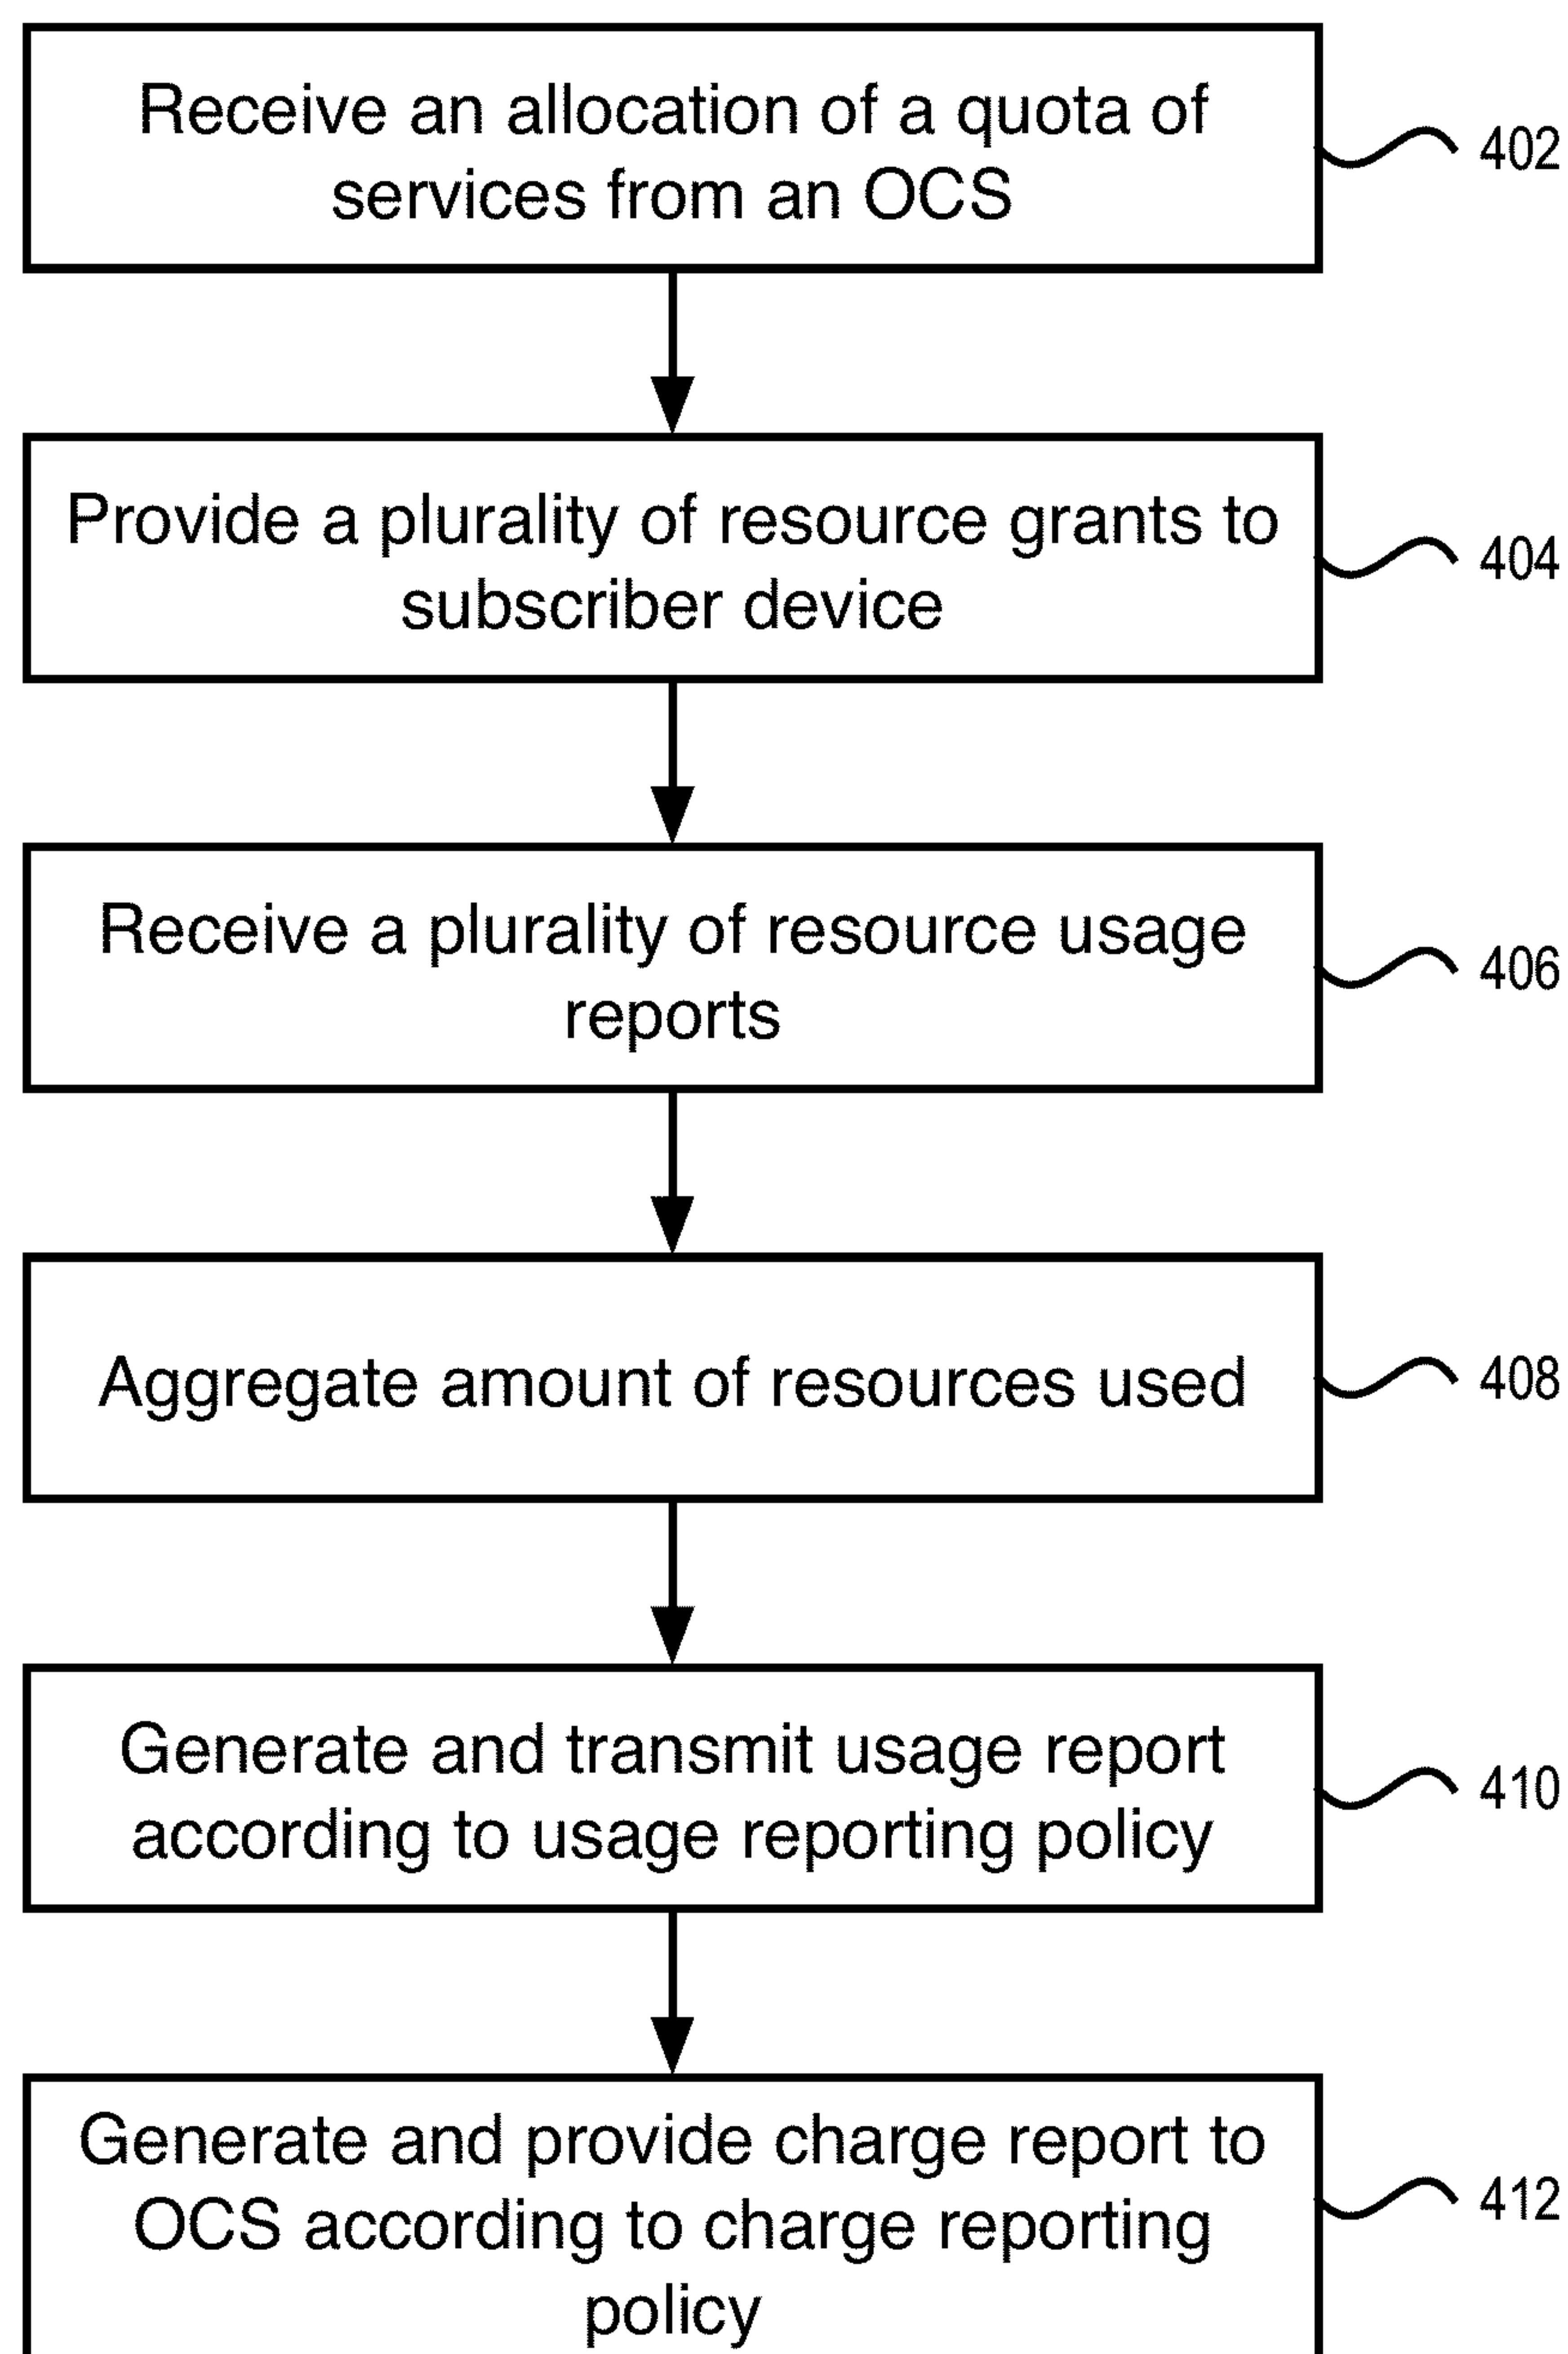 Receive an allocation of a quota of
services from an OCS
402
Provide a plurality of resource grants to
subscriber device
404
Receive a plurality of resource usage
reports
406
Aggregate amount of resources used
408
Generate and transmit usage report
according to usage reporting policy
410
Generate and provide charge report to
OCS according to charge reporting
policy
412